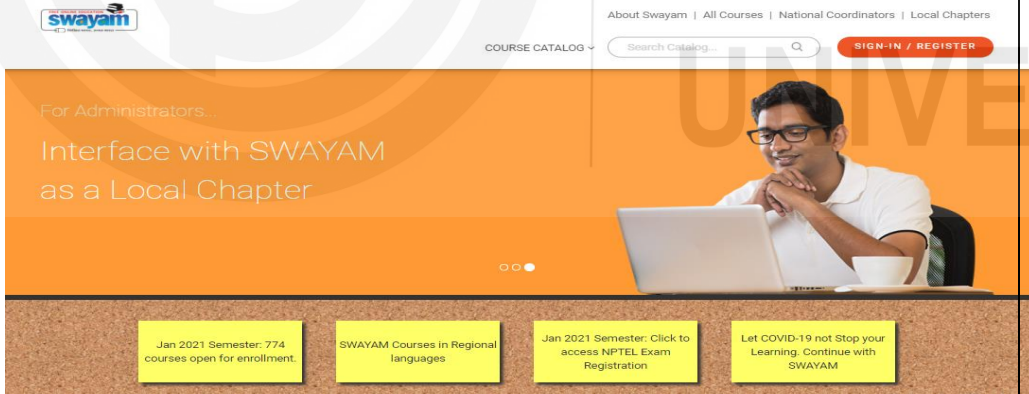 swayam
About Swayam | All Courses | National Coordinators | Local Chapters
COURSE CATALOG
Search Catalog...
SIGN-IN / REGISTER
UNIVE
For Administrators...
Interface with SWAYAM
as a Local Chapter
Jan 2021 Semester: 774
courses open for enrollment.
SWAYAM Courses in Regional
languages
Jan 2021 Semester: Click to
access NPTEL Exam
Registration
Let COVID-19 not Stop your
Learning. Continue with
SWAYAM